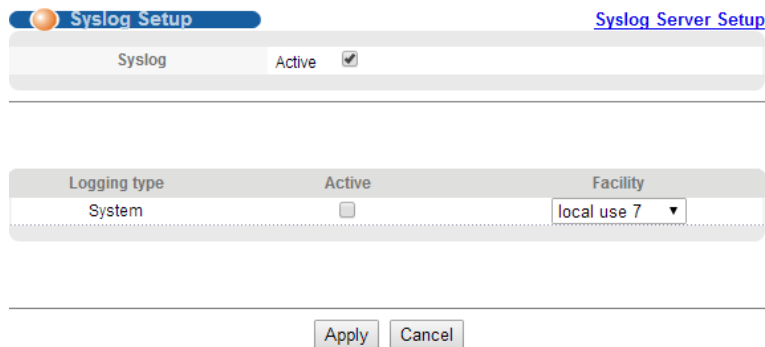 Syslog Setup Syslog Server Setup
Syslog Active
Logging type Active Facility
System local use 7
Apply Cancel